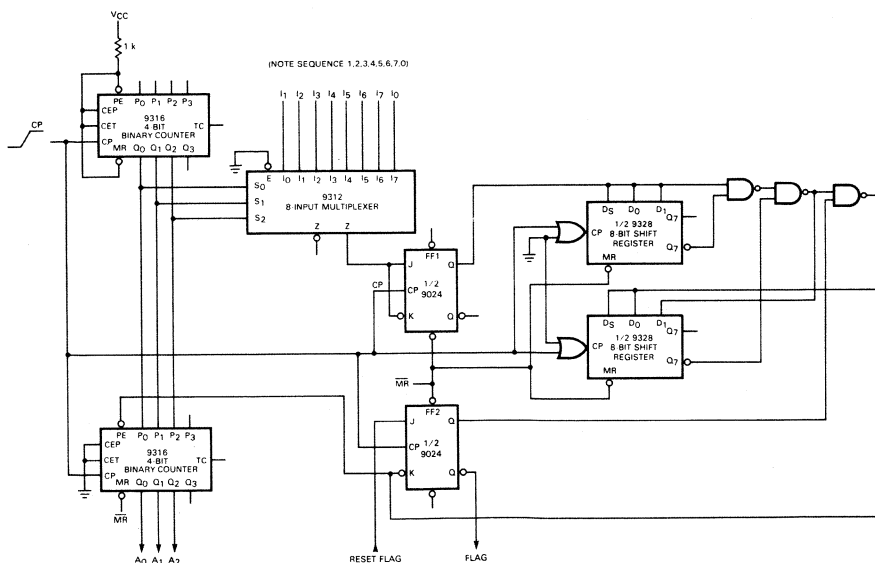 VCC
1 k
(NOTE SEQUENCE 1,2,3,4,5,6,7,0)
I1 I2 I3 I4 I5 I6 I7 I0
PE P0 P1 P2 P3
CEP
CET
CP
9316
4-BIT
BINARY COUNTER
TC
MR Q0 Q1 Q2 Q3
CP
E I0 I1 I2 I3 I4 I5 I6 I7
S0
S1
S2
9312
8-INPUT MULTIPLEXER
Z Z
FF1
J
CP
K
1/2
9024
Q
Q
CP
DS D0 D1
CP
1/2 9328
8-BIT SHIFT
REGISTER
Q7
Q7
MR
DS D0 D1
CP
1/2 9328
8-BIT SHIFT
REGISTER
Q7
Q7
MR
MR
FF2
J
CP
K
1/2
9024
Q
Q
PE P0 P1 P2 P3
CEP
CET
CP
9316
4-BIT
BINARY COUNTER
TC
MR Q0 Q1 Q2 Q3
MR
A0 A1 A2
RESET FLAG
FLAG